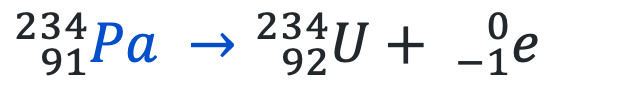 ²³⁴₉₁Pa → ²³⁴₉₂U + ⁰₋₁e